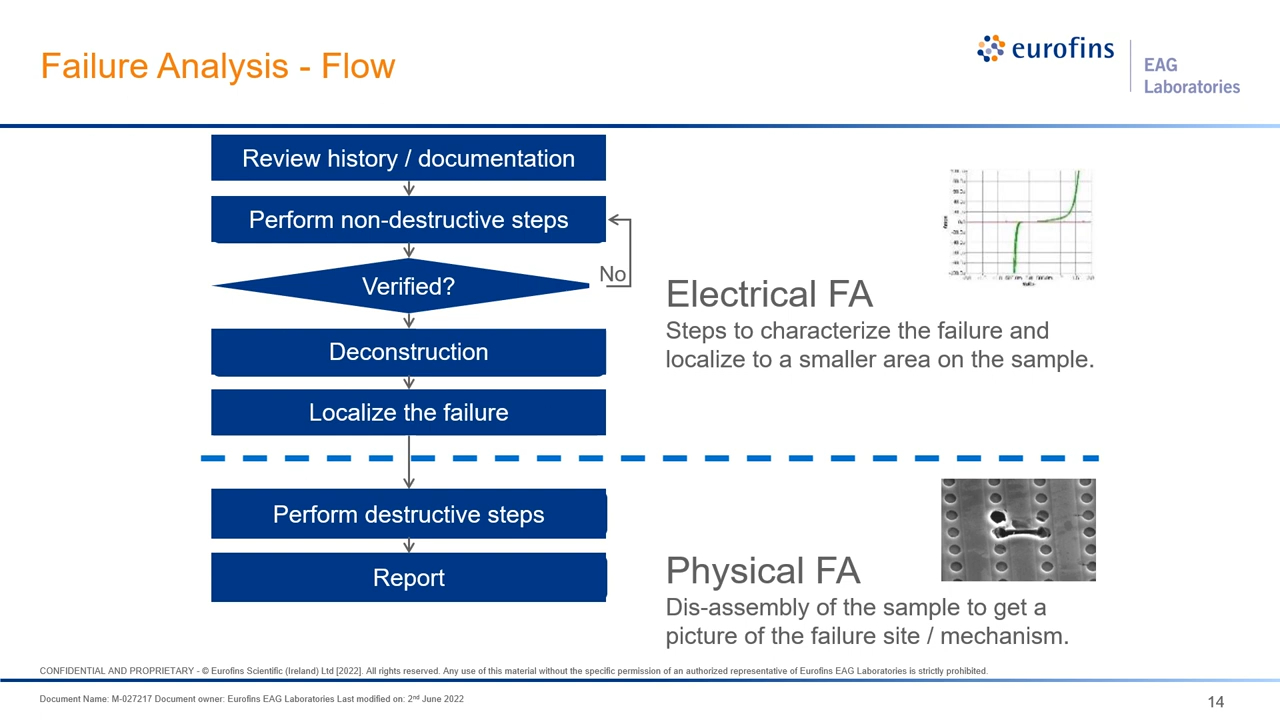 Failure Analysis - Flow
eurofins
EAG
Laboratories
Review history / documentation
Perform non-destructive steps
Verified?
No
Deconstruction
Localize the failure
Electrical FA
Steps to characterize the failure and
localize to a smaller area on the sample.
Perform destructive steps
Report
Physical FA
Dis-assembly of the sample to get a
picture of the failure site / mechanism.
CONFIDENTIAL AND PROPRIETARY - © Eurofins Scientific (Ireland) Ltd [2022]. All rights reserved. Any use of this material without the specific permission of an authorized representative of Eurofins EAG Laboratories is strictly prohibited.
Document Name: M-027217 Document owner: Eurofins EAG Laboratories Last modified on: 2nd June 2022
14